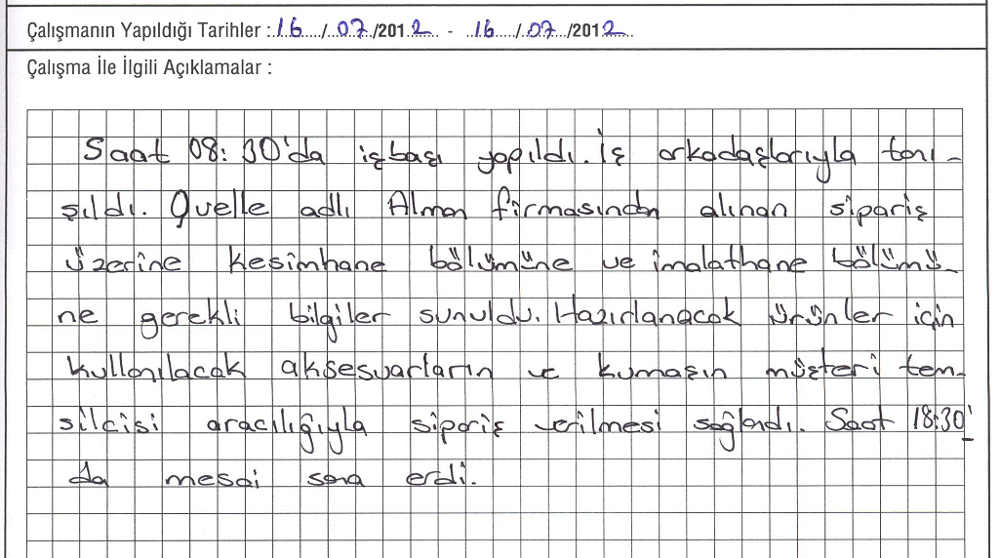 Çalışmanın Yapıldığı Tarihler : 16 / 07 /2012 - 16 / 07 /2012
Çalışma İle İlgili Açıklamalar :
Saat 08:30'da işbaşı yapıldı. İş arkadaşlarıyla tanı-
şıldı. Quelle adlı Alman firmasından alınan sipariş
üzerine kesimhane bölümüne ve imalathane bölümü-
ne gerekli bilgiler sunuldu. Hazırlanacak ürünler için
kullanılacak aksesuarların ve kumaşın müşteri tem-
silcisi aracılığıyla sipariş verilmesi sağlandı. Saat 18:30'
da mesai sona erdi.